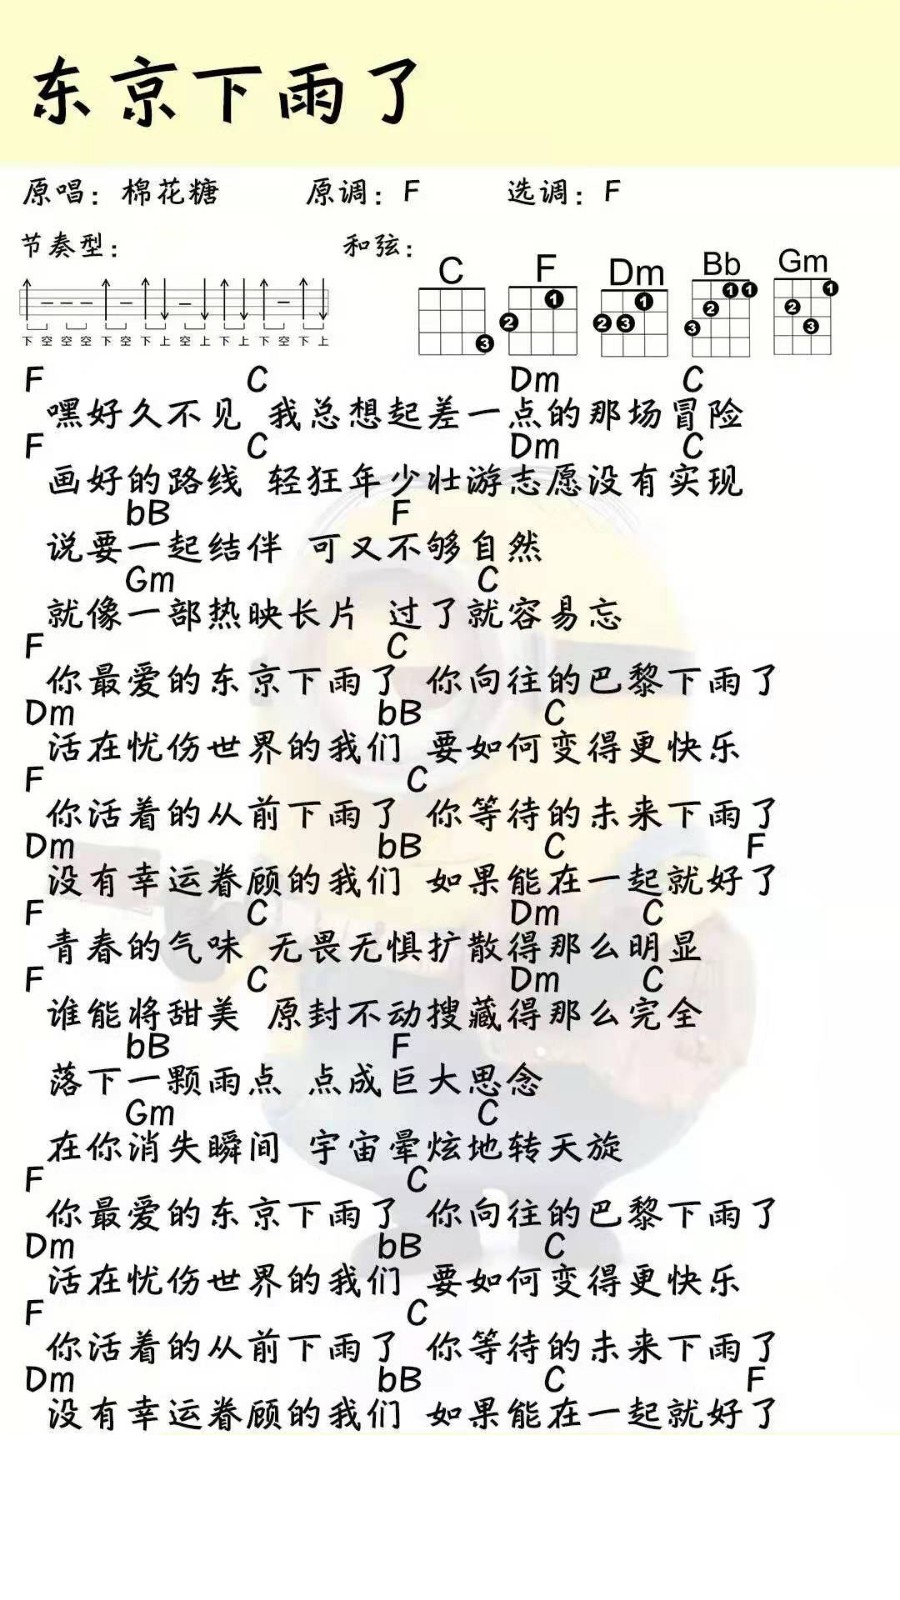 东京下雨了
原唱：棉花糖 原调：F 选调：F
节奏型： 和弦：
C F Dm Bb Gm
1 2 3 1 2 3 1 1 2 3 1 2 3
下 空 空 空 下 空 下 上 空 上 下 上 下 空 下 上
F C Dm C
嘿好久不见 我总想起差一点的那场冒险
F C Dm C
画好的路线 轻狂年少壮游志愿没有实现
bB F
说要一起结伴 可又不够自然
Gm C
就像一部热映长片 过了就容易忘
F C
你最爱的东京下雨了 你向往的巴黎下雨了
Dm bB C
活在忧伤世界的我们 要如何变得更快乐
F C
你活着的从前下雨了 你等待的未来下雨了
Dm bB C F
没有幸运眷顾的我们 如果能在一起就好了
F C Dm C
青春的气味 无畏无惧扩散得那么明显
F C Dm C
谁能将甜美 原封不动搜藏得那么完全
bB F
落下一颗雨点 点成巨大思念
Gm C
在你消失瞬间 宇宙晕炫地转天旋
F C
你最爱的东京下雨了 你向往的巴黎下雨了
Dm bB C
活在忧伤世界的我们 要如何变得更快乐
F C
你活着的从前下雨了 你等待的未来下雨了
Dm bB C F
没有幸运眷顾的我们 如果能在一起就好了